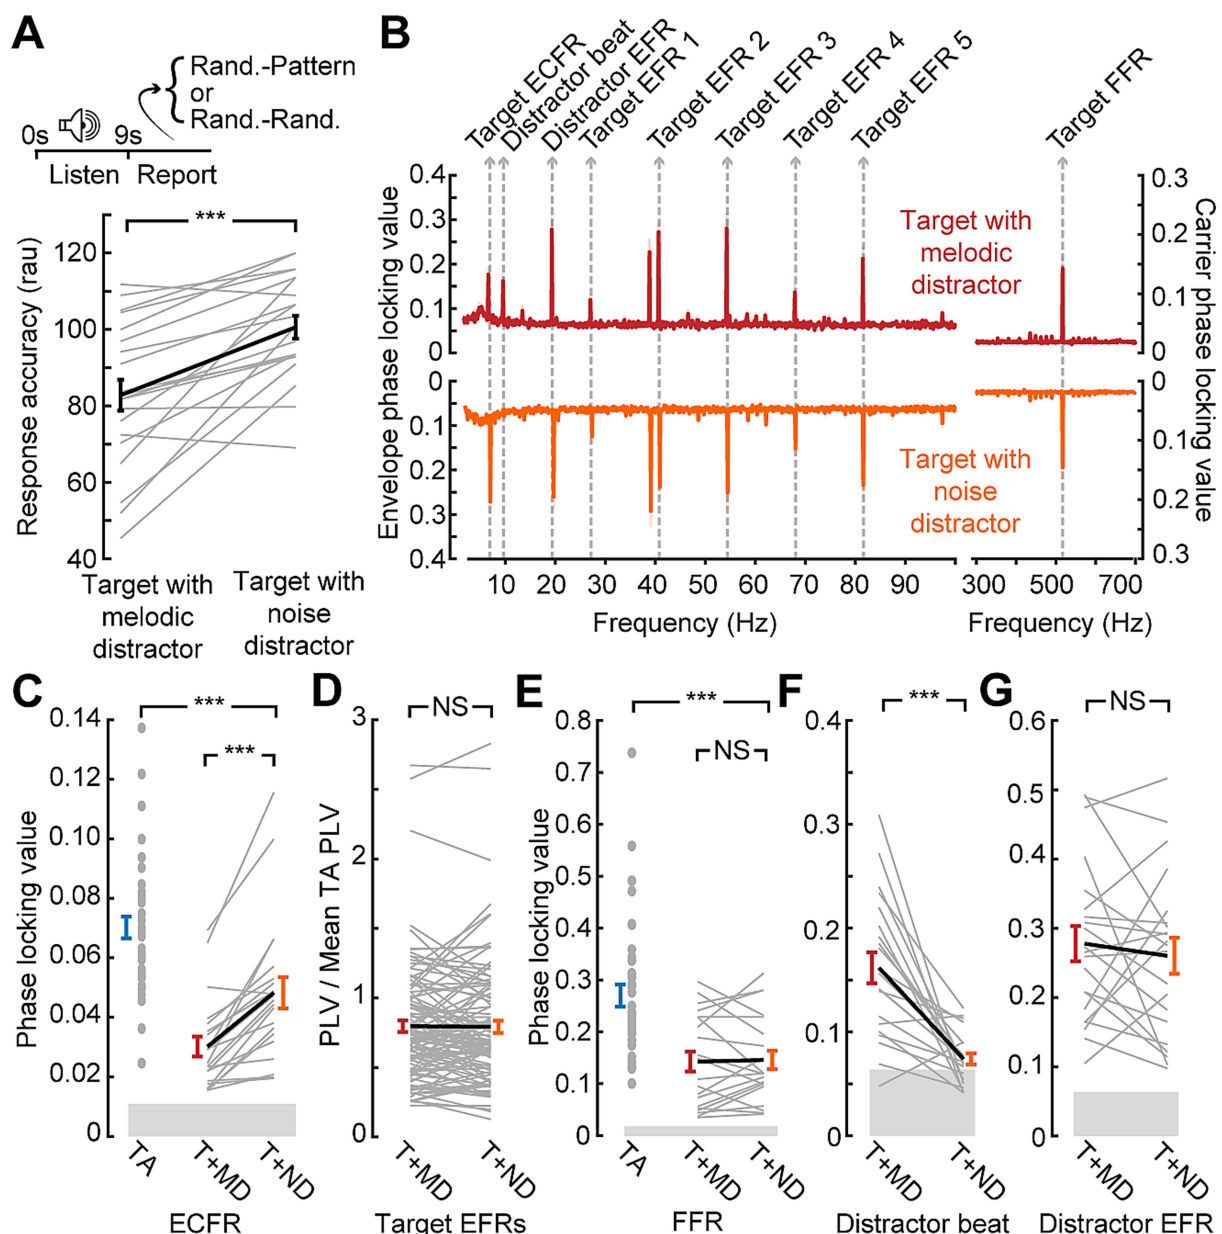 A
Rand.-Pattern
or
Rand.-Rand.
0s
9s
Listen
Report
***
Response accuracy (rau)
120
100
80
60
40
Target with
melodic
distractor
Target with
noise
distractor
B
Target ECFR
Distractor beat
Distractor EFR
Target EFR 1
Target EFR 2
Target EFR 3
Target EFR 4
Target EFR 5
Target FFR
Envelope phase locking value
0.4
0.3
0.2
0.1
0
Envelope phase locking value
0
0.1
0.2
0.3
0.4
Target with
melodic
distractor
Target with
noise
distractor
0.3
0.2
0.1
0
Carrier phase locking value
0
0.1
0.2
0.3
Carrier phase locking value
10 20 30 40 50 60 70 80 90
Frequency (Hz)
300 500 700
Frequency (Hz)
C
***
***
Phase locking value
0.14
0.12
0.10
0.08
0.06
0.04
0.02
0
TA
T+MD
T+ND
ECFR
D
NS
PLV / Mean TA PLV
3
2
1
0
T+MD
T+ND
Target EFRs
E
***
NS
Phase locking value
0.8
0.7
0.6
0.5
0.4
0.3
0.2
0.1
0
TA
T+MD
T+ND
FFR
F
***
0.4
0.3
0.2
0.1
0
T+MD
T+ND
Distractor beat
G
NS
0.6
0.5
0.4
0.3
0.2
0.1
0
T+MD
T+ND
Distractor EFR